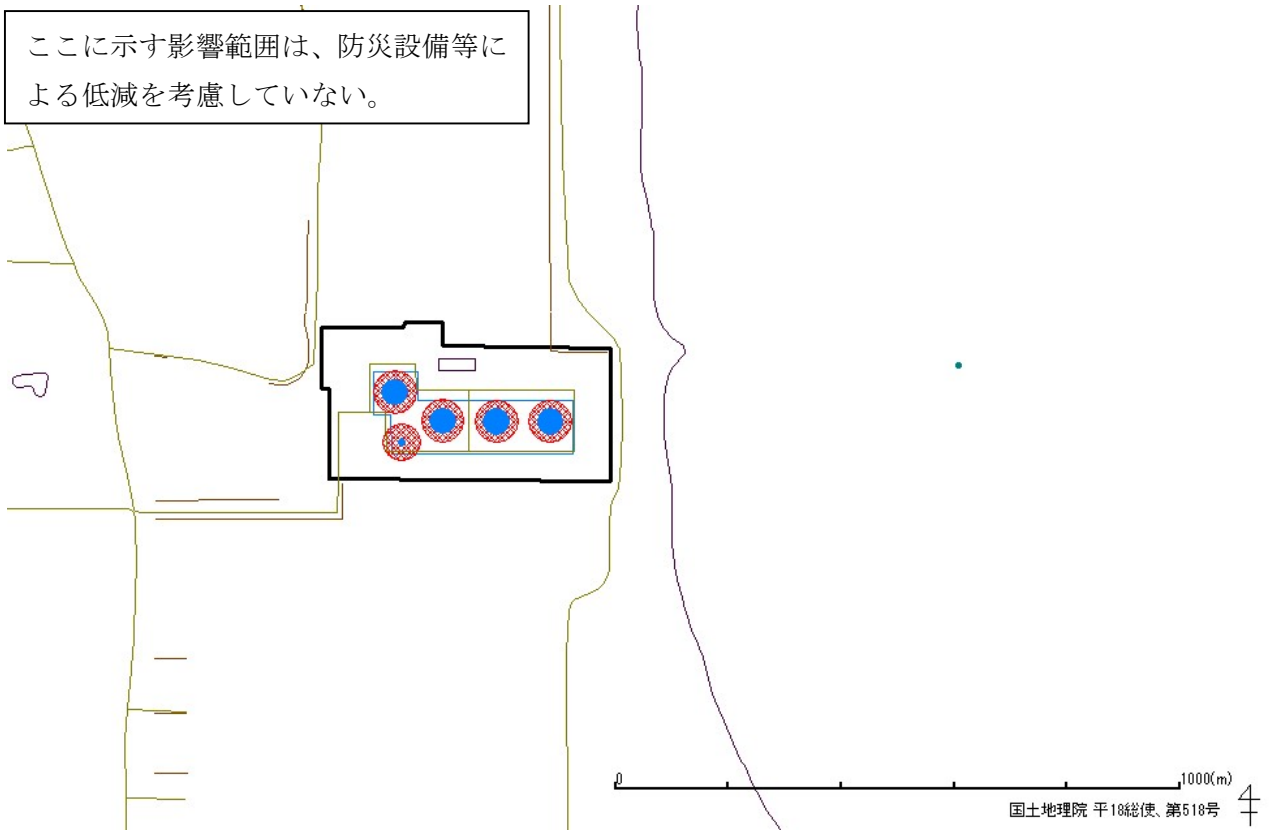 ここに示す影響範囲は、防災設備等に
よる低減を考慮していない。
0 1000(m)
国土地理院 平18総使、第518号